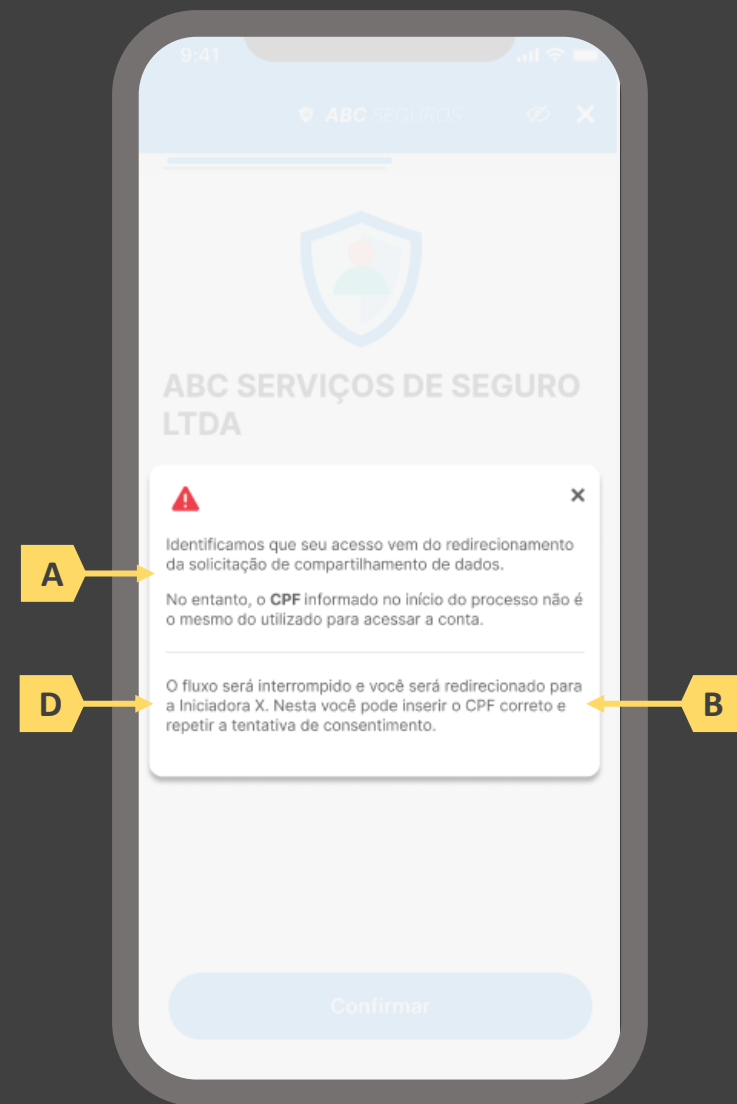 9:41
ABC SEGUROS
ABC SERVIÇOS DE SEGURO
LTDA
Identificamos que seu acesso vem do redirecionamento
da solicitação de compartilhamento de dados.
A
No entanto, o CPF informado no início do processo não é
o mesmo do utilizado para acessar a conta.
O fluxo será interrompido e você será redirecionado para
D
a Iniciadora X. Nesta você pode inserir o CPF correto e
B
repetir a tentativa de consentimento.
Confirmar